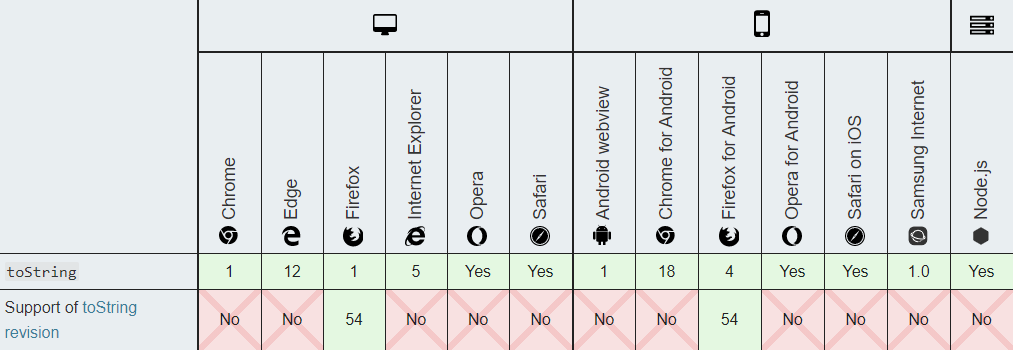 Chrome
Edge
Firefox
Internet Explorer
Opera
Safari
Android webview
Chrome for Android
Firefox for Android
Opera for Android
Safari on iOS
Samsung Internet
Node.js
toString 1 12 1 5 Yes Yes 1 18 4 Yes Yes 1.0 Yes
Support of toString
revision
No No 54 No No No No No 54 No No No No